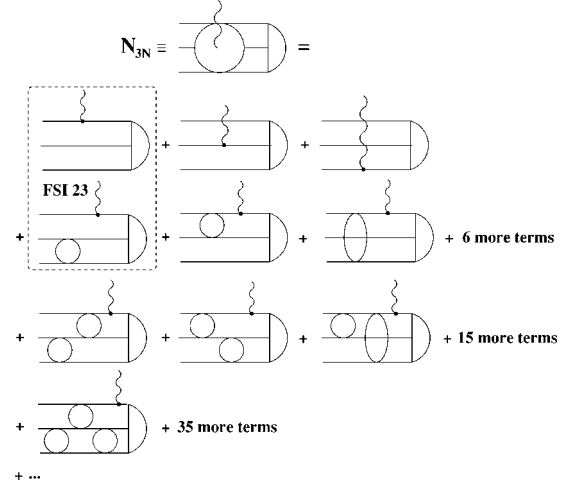 N3N ≡ =
+ +
FSI 23
+ + + + 6 more terms
+ + + + 15 more terms
+ + 35 more terms
+ ...